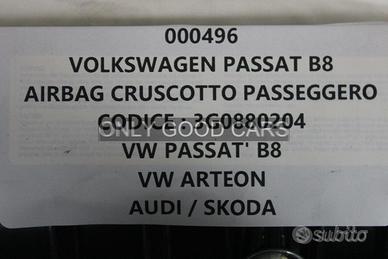 000496
VOLKSWAGEN PASSAT B8
AIRBAG CRUSCOTTO PASSEGGERO
CODICE : 3G0880204
ONLY GOOD CARS
VW PASSAT' B8
VW ARTEON
AUDI / SKODA
subito